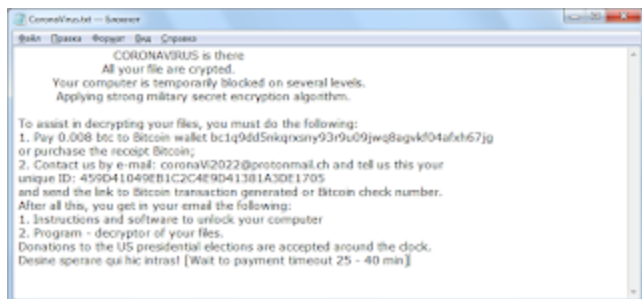 CoronaVirus.txt — Блокнот
Файл Правка Формат Вид Справка
CORONAVIRUS is there
All your file are crypted.
Your computer is temporarily blocked on several levels.
Applying strong military secret encryption algorithm.
To assist in decrypting your files, you must do the following:
1. Pay 0.008 btc to Bitcoin wallet bc1q9dd5nkqrxsny93r9u09jwq8agvkf04afxh67jg
or purchase the receipt Bitcoin;
2. Contact us by e-mail: coronaVi2022@protonmail.ch and tell us this your
unique ID: 459D41049EB1C2C4E9D41381A3DE1705
and send the link to Bitcoin transaction generated or Bitcoin check number.
After all this, you get in your email the following:
1. Instructions and software to unlock your computer
2. Program - decryptor of your files.
Donations to the US presidential elections are accepted around the clock.
Desine sperare qui hic intras! [Wait to payment timeout 25 - 40 min]